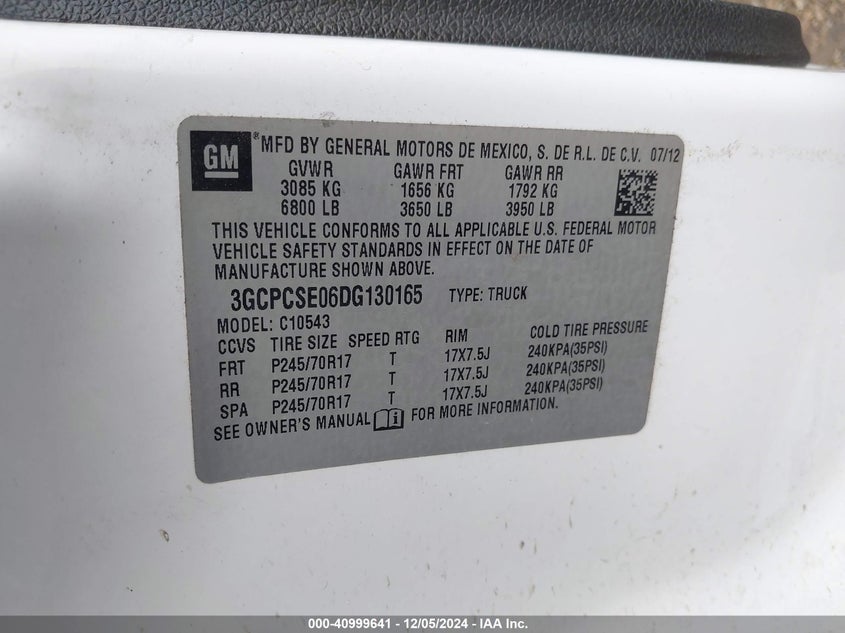 GM ® MFD BY GENERAL MOTORS DE MEXICO, S. DE R.L. DE C.V. 07/12
GVWR GAWR FRT GAWR RR
3085 KG 1656 KG 1792 KG
6800 LB 3650 LB 3950 LB
THIS VEHICLE CONFORMS TO ALL APPLICABLE U.S. FEDERAL MOTOR
VEHICLE SAFETY STANDARDS IN EFFECT ON THE DATE OF
MANUFACTURE SHOWN ABOVE.
3GCPCSE06DG130165 TYPE: TRUCK
MODEL: C10543
CCVS TIRE SIZE SPEED RTG RIM COLD TIRE PRESSURE
FRT P245/70R17 T 17X7.5J 240KPA(35PSI)
RR P245/70R17 T 17X7.5J 240KPA(35PSI)
SPA P245/70R17 T 17X7.5J 240KPA(35PSI)
SEE OWNER'S MANUAL i FOR MORE INFORMATION.
000-40999641 - 12/05/2024 - IAA Inc.